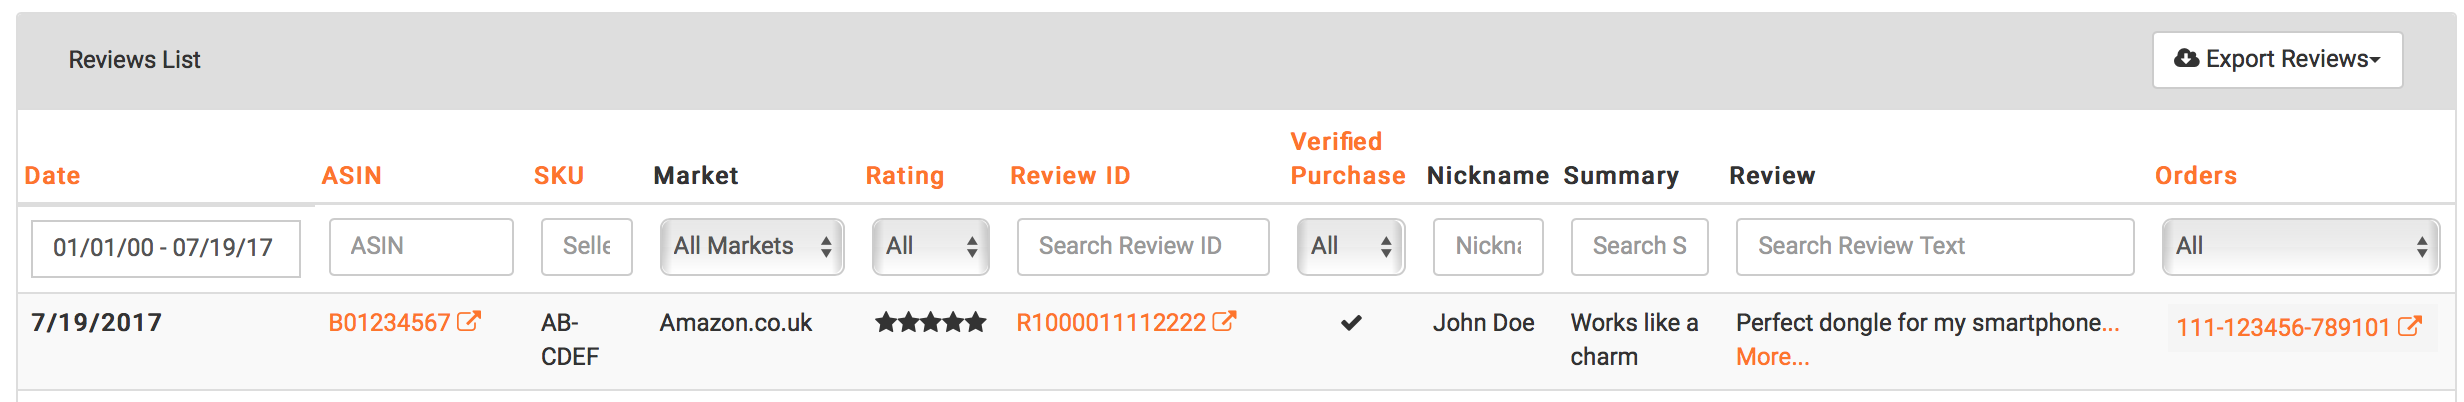 Reviews List
Export Reviews
Date ASIN SKU Market Rating Review ID Verified Purchase Nickname Summary Review Orders
01/01/00 - 07/19/17 ASIN Selle All Markets All Search Review ID All Nickna Search S Search Review Text All
7/19/2017 B01234567 AB- Amazon.co.uk R1000011112222 John Doe Works like a Perfect dongle for my smartphone... 111-123456-789101
CDEF charm More...